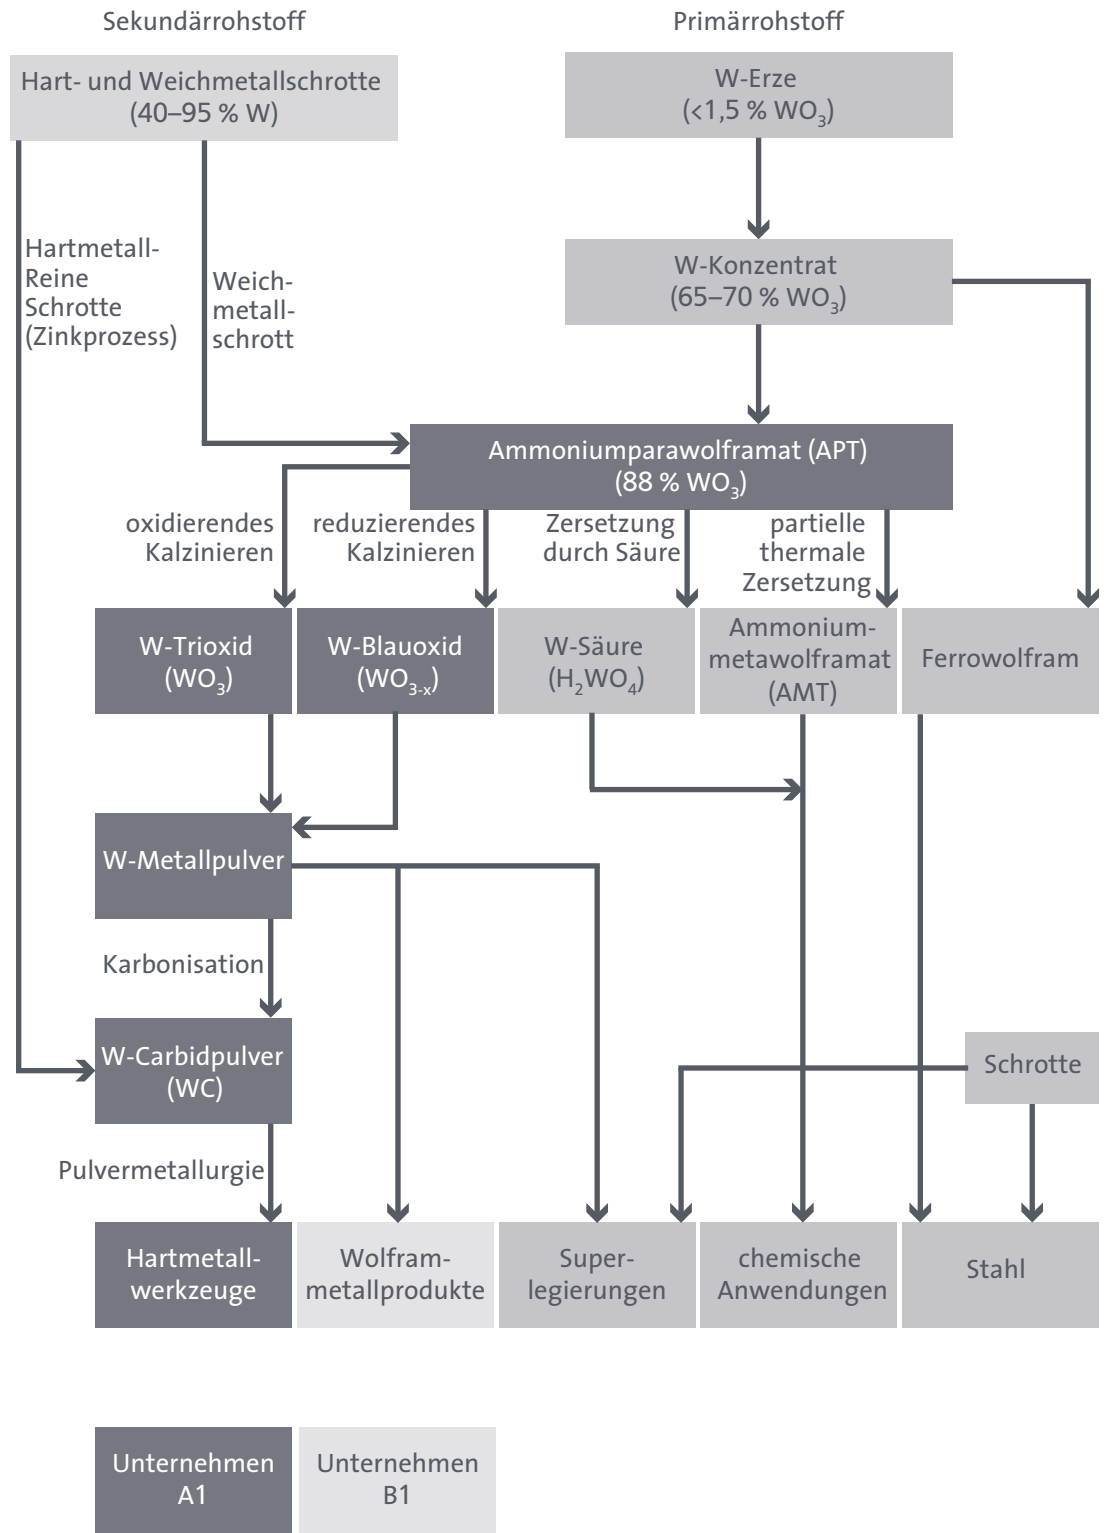 Sekundärrohstoff
Primärrohstoff
Hart- und Weichmetallschrotte
(40–95 % W)
W-Erze
(<1,5 % WO₃)
Hartmetall-
Reine
Schrotte
(Zinkprozess)
Weich-
metall-
schrott
W-Konzentrat
(65–70 % WO₃)
Ammoniumparawolframat (APT)
(88 % WO₃)
oxidierendes
Kalzinieren
reduzierendes
Kalzinieren
Zersetzung
durch Säure
partielle
thermale
Zersetzung
W-Trioxid
(WO₃)
W-Blauoxid
(WO₃₋ₓ)
W-Säure
(H₂WO₄)
Ammonium-
metawolframat
(AMT)
Ferrowolfram
W-Metallpulver
Karbonisation
W-Carbidpulver
(WC)
Schrotte
Pulvermetallurgie
Hartmetall-
werkzeuge
Wolfram-
metallprodukte
Super-
legierungen
chemische
Anwendungen
Stahl
Unternehmen
A1
Unternehmen
B1